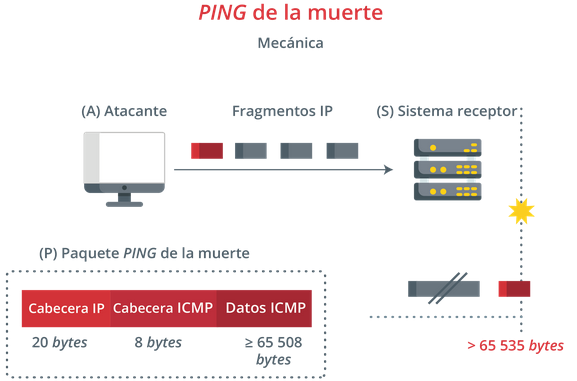 PING de la muerte
Mecánica
(A) Atacante
Fragmentos IP
(S) Sistema receptor
(P) Paquete PING de la muerte
Cabecera IP
Cabecera ICMP
Datos ICMP
20 bytes
8 bytes
≥ 65 508
bytes
> 65 535 bytes